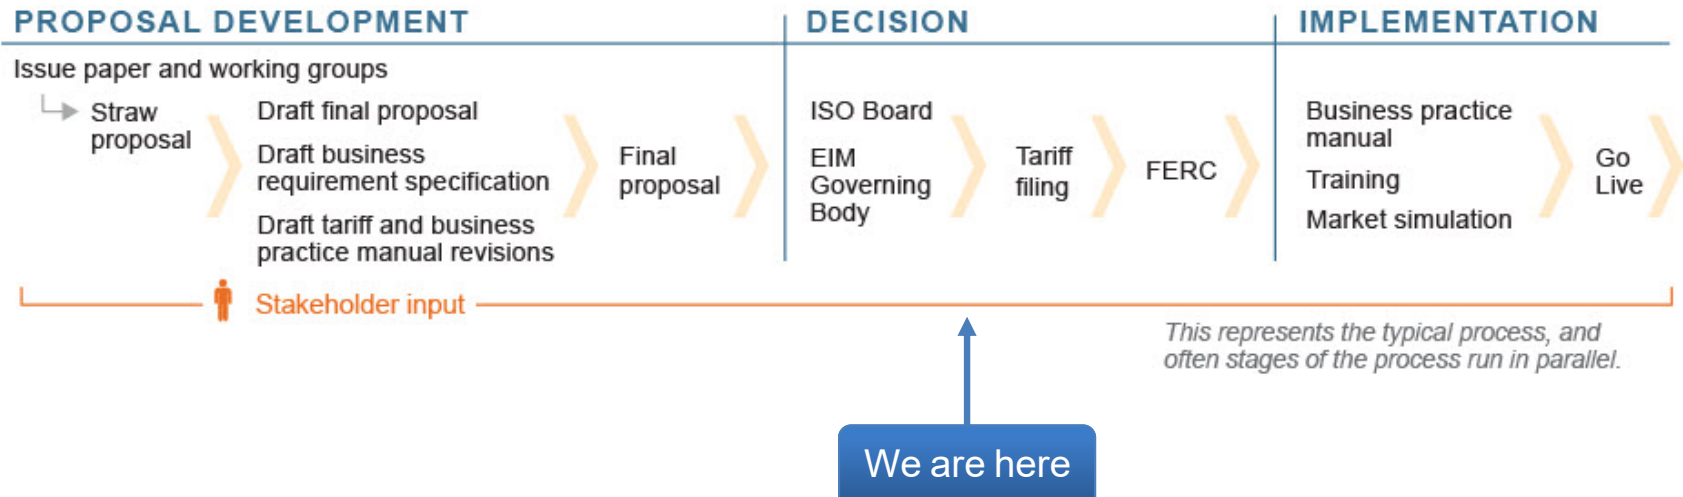 PROPOSAL DEVELOPMENT
Issue paper and working groups
Straw
proposal
Draft final proposal
Draft business
requirement specification
Draft tariff and business
practice manual revisions
Final
proposal
DECISION
ISO Board
EIM
Governing
Body
Tariff
filing
FERC
IMPLEMENTATION
Business practice
manual
Training
Market simulation
Go
Live
Stakeholder input
This represents the typical process, and
often stages of the process run in parallel.
We are here